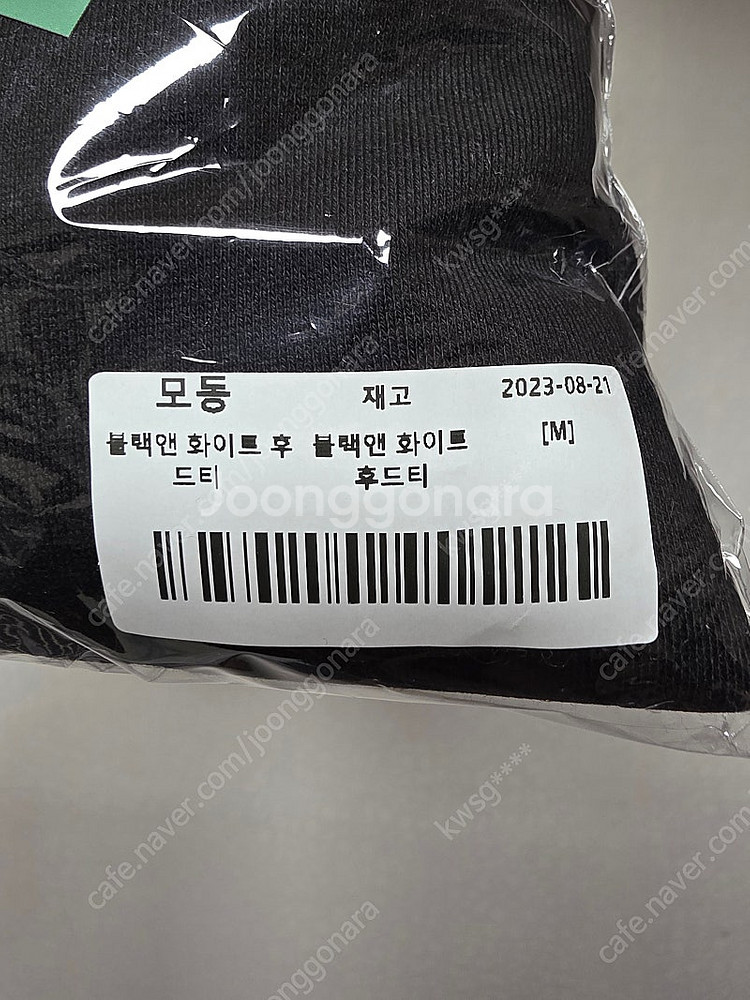 모동 재고 2023-08-21
블랙앤 화이트 후 블랙앤 화이트 [M]
드티 후드티
Joonggonara
cafe.naver.com/joonggonara
kwsg****